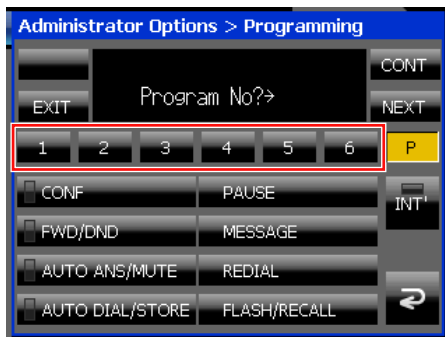 Administrator Options > Programming
CONT
EXIT Program No?→ NEXT
1 2 3 4 5 6 P
CONF PAUSE INT'
FWD/DND MESSAGE
AUTO ANS/MUTE REDIAL
AUTO DIAL/STORE FLASH/RECALL